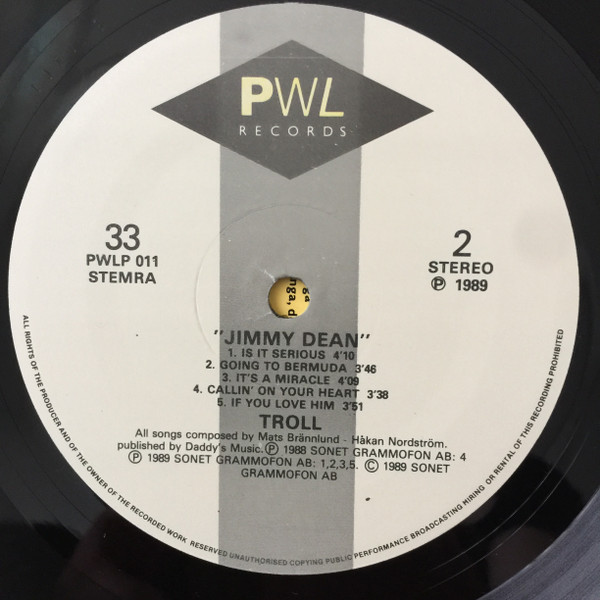 PWL
RECORDS
33
PWLP 011
STEMRA
2
STEREO
Ⓟ 1989
"JIMMY DEAN"
1. IS IT SERIOUS 4'10
2. GOING TO BERMUDA 3'46
3. IT'S A MIRACLE 4'09
4. CALLIN' ON YOUR HEART 3'38
5. IF YOU LOVE HIM 3'51
TROLL
All songs composed by Mats Brännlund - Håkan Nordström.
published by Daddy's Music. Ⓟ 1988 SONET GRAMMOFON AB: 4
Ⓟ 1989 SONET GRAMMOFON AB: 1,2,3,5. © 1989 SONET
GRAMMOFON AB
ALL RIGHTS OF THE PRODUCER AND OF THE OWNER OF THE RECORDED WORK RESERVED UNAUTHORISED COPYING PUBLIC PERFORMANCE BROADCASTING HIRING OR RENTAL OF THIS RECORDING PROHIBITED